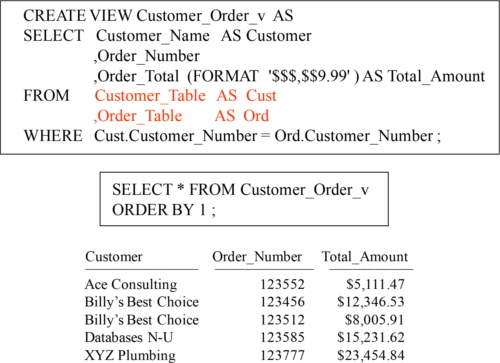 CREATE VIEW Customer_Order_v AS
SELECT Customer_Name AS Customer
,Order_Number
,Order_Total (FORMAT '$$$,$$9.99' ) AS Total_Amount
FROM Customer_Table AS Cust
,Order_Table AS Ord
WHERE Cust.Customer_Number = Ord.Customer_Number ;
SELECT * FROM Customer_Order_v
ORDER BY 1 ;
Customer Order_Number Total_Amount
Ace Consulting 123552 $5,111.47
Billy's Best Choice 123456 $12,346.53
Billy's Best Choice 123512 $8,005.91
Databases N-U 123585 $15,231.62
XYZ Plumbing 123777 $23,454.84